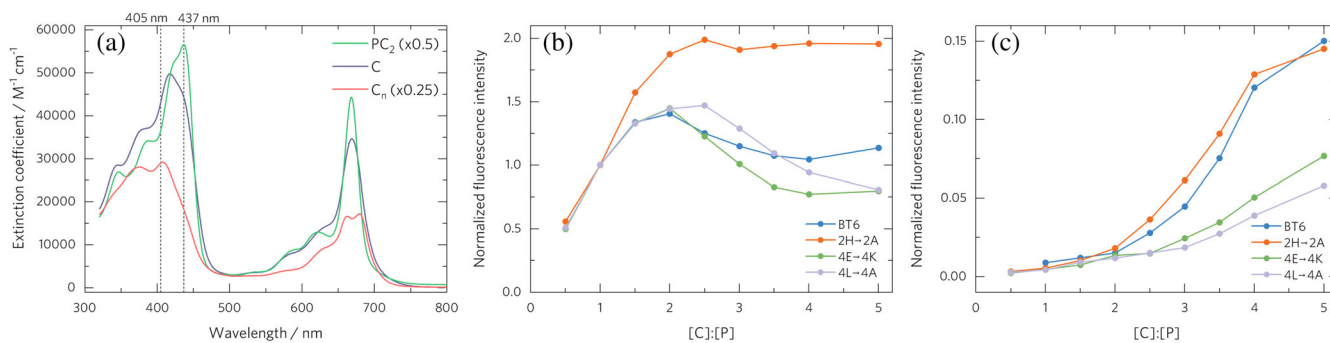 405 nm
437 nm
(a)
PC2 (x0.5)
C
Cn (x0.25)
Extinction coefficient / M-1 cm-1
60000
50000
40000
30000
20000
10000
0
300
400
500
600
700
800
Wavelength / nm
(b)
Normalized fluorescence intensity
2.0
1.5
1.0
0.5
0.0
BT6
2H→2A
4E→4K
4L→4A
0
1
2
3
4
5
[C]:[P]
(c)
Normalized fluorescence intensity
0.15
0.10
0.05
0.00
BT6
2H→2A
4E→4K
4L→4A
0
1
2
3
4
5
[C]:[P]